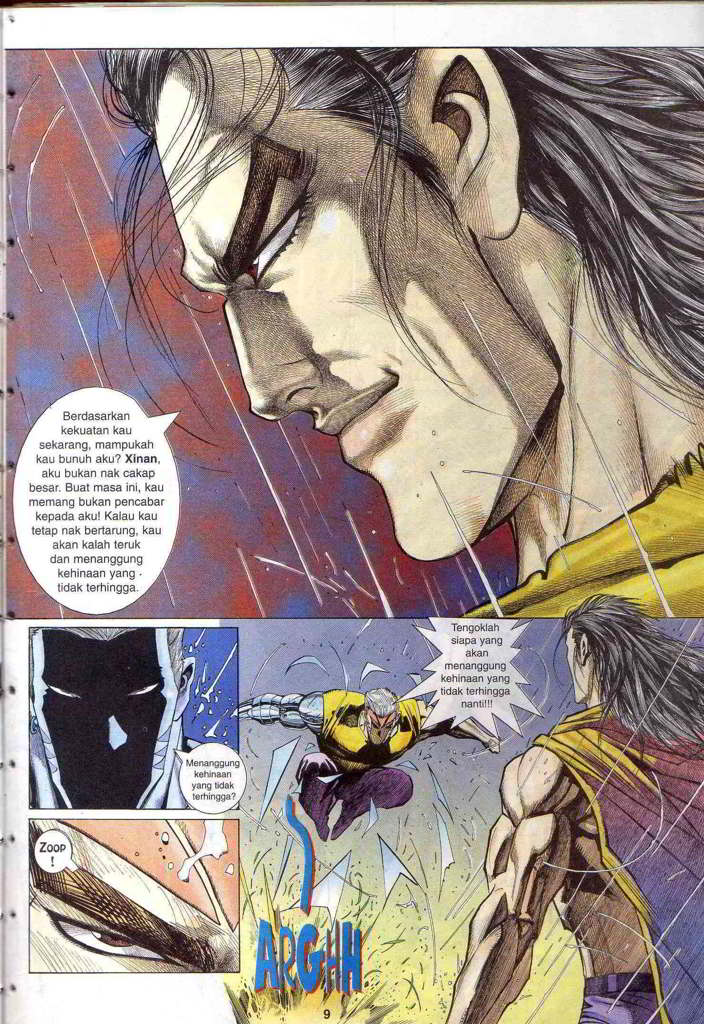 Berdasarkan
kekuatan kau
sekarang, mampukah
kau bunuh aku? Xinan,
aku bukan nak cakap
besar. Buat masa ini, kau
memang bukan pencabar
kepada aku! Kalau kau
tetap nak bertarung, kau
akan kalah teruk
dan menanggung
kehinaan yang
tidak terhingga.
Menanggung
kehinaan
yang tidak
terhingga?
Tengoklah
siapa yang
akan
menanggung
kehinaan yang
tidak terhingga
nanti!!!
ZOOP
!
ARGHH
9